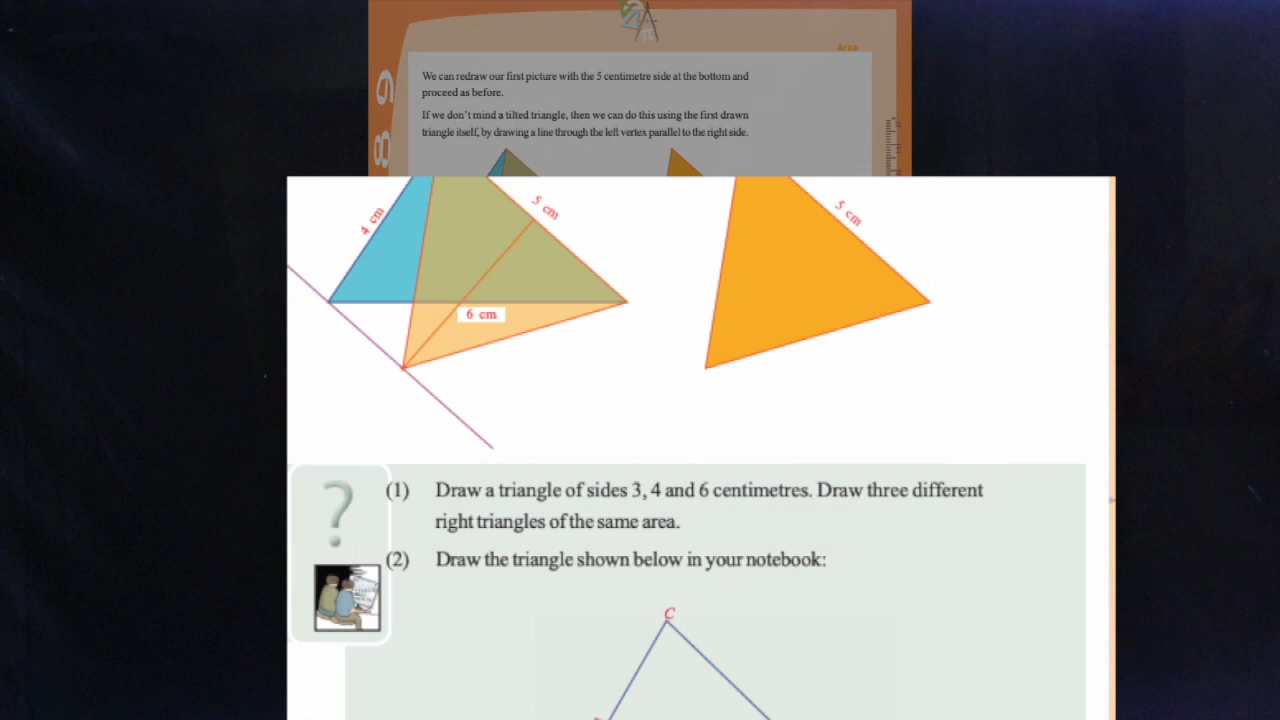 Area
8 9
We can redraw our first picture with the 5 centimetre side at the bottom and
proceed as before.
If we don't mind a tilted triangle, then we can do this using the first drawn
triangle itself, by drawing a line through the left vertex parallel to the right side.
4 cm
5 cm
6 cm
5 cm
?
(1) Draw a triangle of sides 3, 4 and 6 centimetres. Draw three different
right triangles of the same area.
(2) Draw the triangle shown below in your notebook:
C